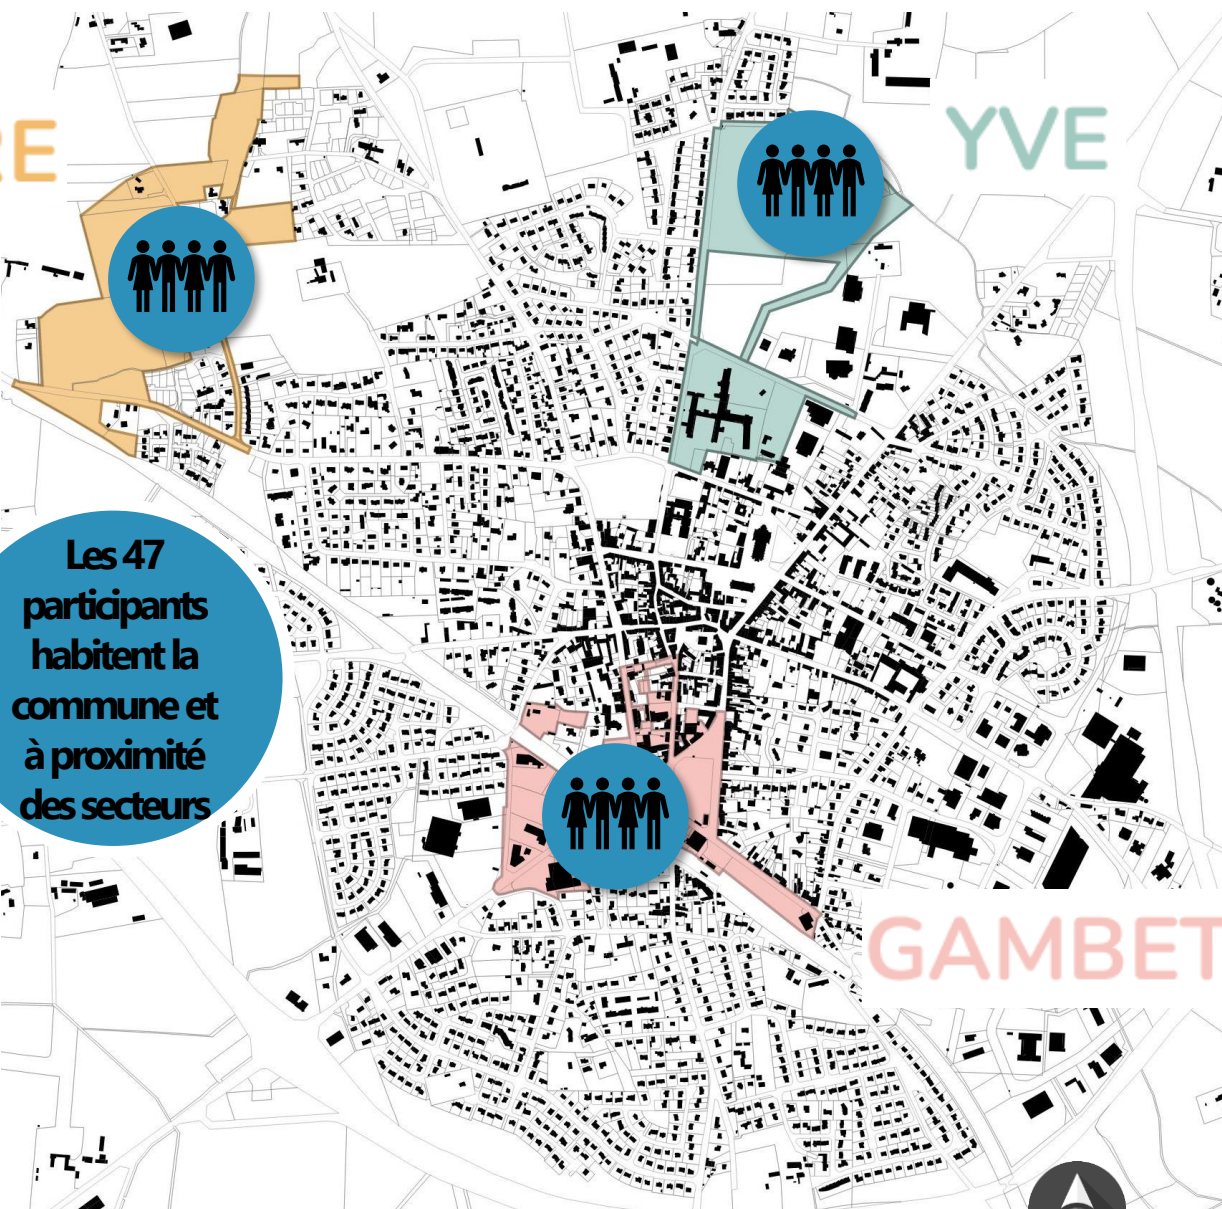 RE
YVE
Les 47
participants
habitent la
commune et
à proximité
des secteurs
GAMBET